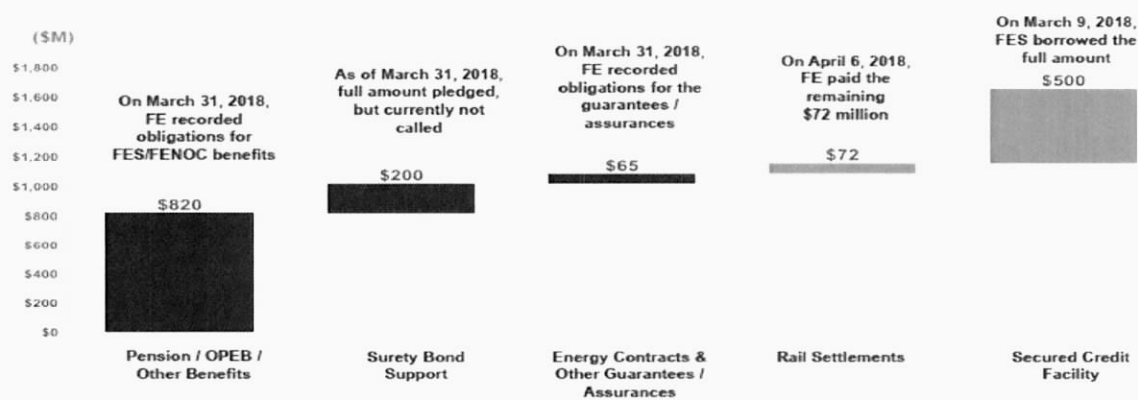 ($M)
$1,800
$1,600
$1,400
$1,200
$1,000
$800
$600
$400
$200
$0
On March 31, 2018,
FE recorded
obligations for
FES/FENOC benefits
$820
Pension / OPEB /
Other Benefits
As of March 31, 2018,
full amount pledged,
but currently not
called
$200
Surety Bond
Support
On March 31, 2018,
FE recorded
obligations for the
guarantees /
assurances
$65
Energy Contracts &
Other Guarantees /
Assurances
On April 6, 2018,
FE paid the
remaining
$72 million
$72
Rail Settlements
On March 9, 2018,
FES borrowed the
full amount
$500
Secured Credit
Facility